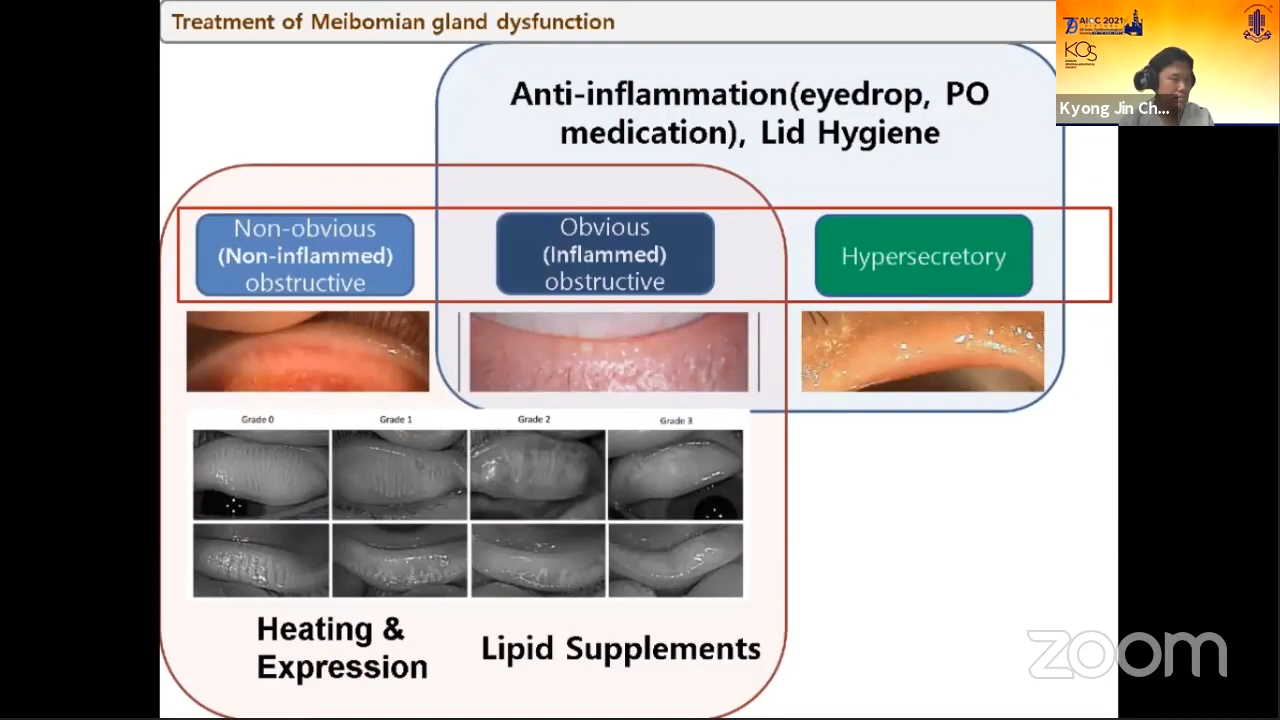 Treatment of Meibomian gland dysfunction
AIOC 2021
KOS
Kyong Jin Ch...
Anti-inflammation(eyedrop, PO
medication), Lid Hygiene
Non-obvious
(Non-inflammed)
obstructive
Obvious
(Inflammed)
obstructive
Hypersecretory
Grade 0
Grade 1
Grade 2
Grade 3
Heating &
Expression
Lipid Supplements
zoom